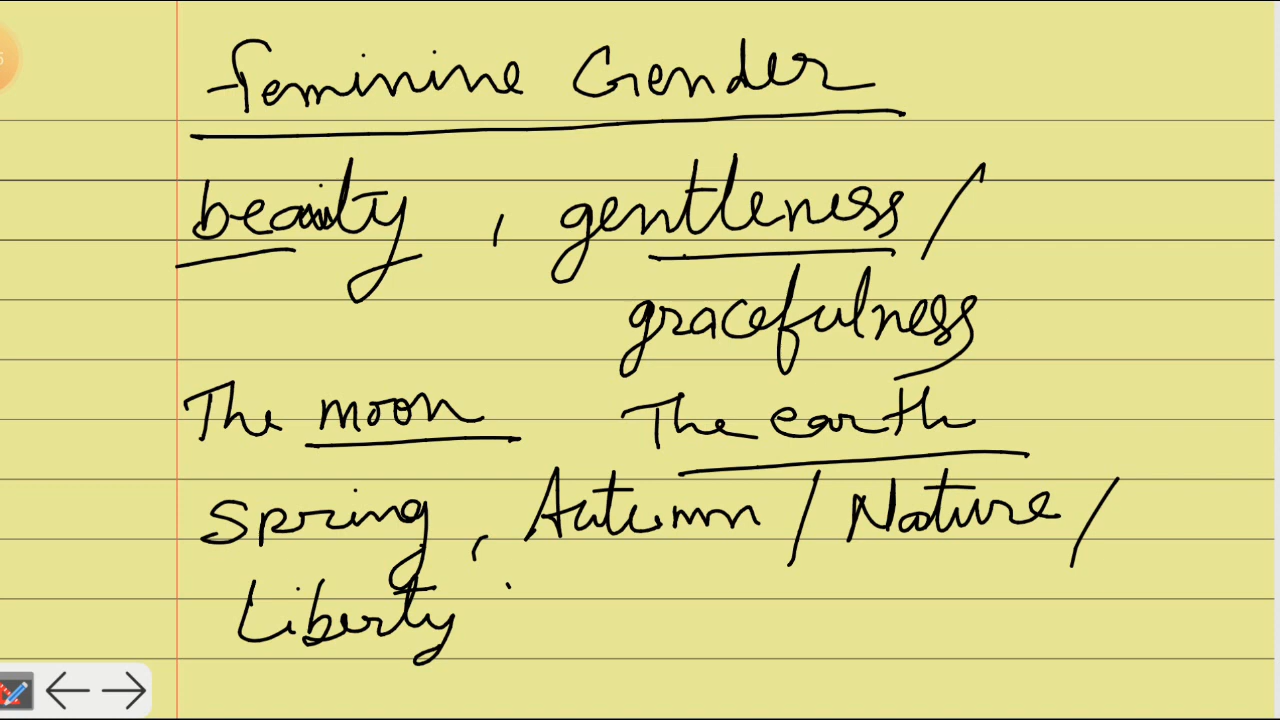 Feminine Gender
beauty, gentleness /
gracefulness
The moon The earth
Spring, Autumn / Nature /
Liberty